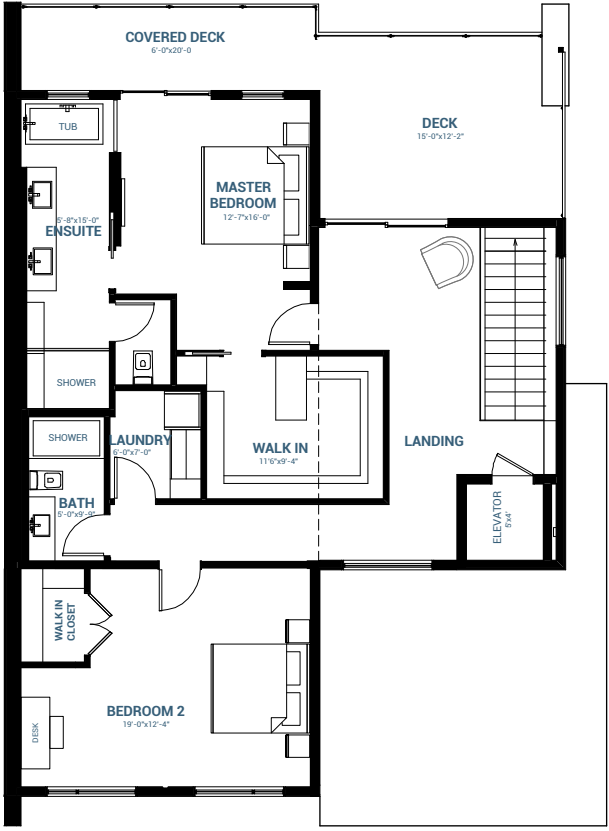 COVERED DECK
6'-0"x20'-0
DECK
15'-0"x12'-2"
TUB
MASTER
BEDROOM
12'-7"x16'-0"
5'-8"x15'-0"
ENSUITE
SHOWER
SHOWER
LAUNDRY
6'-0"x7'-0"
WALK IN
11'6"x9'-4"
LANDING
BATH
5'-0"x9'-9"
ELEVATOR
5'x4'
WALK IN
CLOSET
BEDROOM 2
19'-0"x12'-4"
DESK